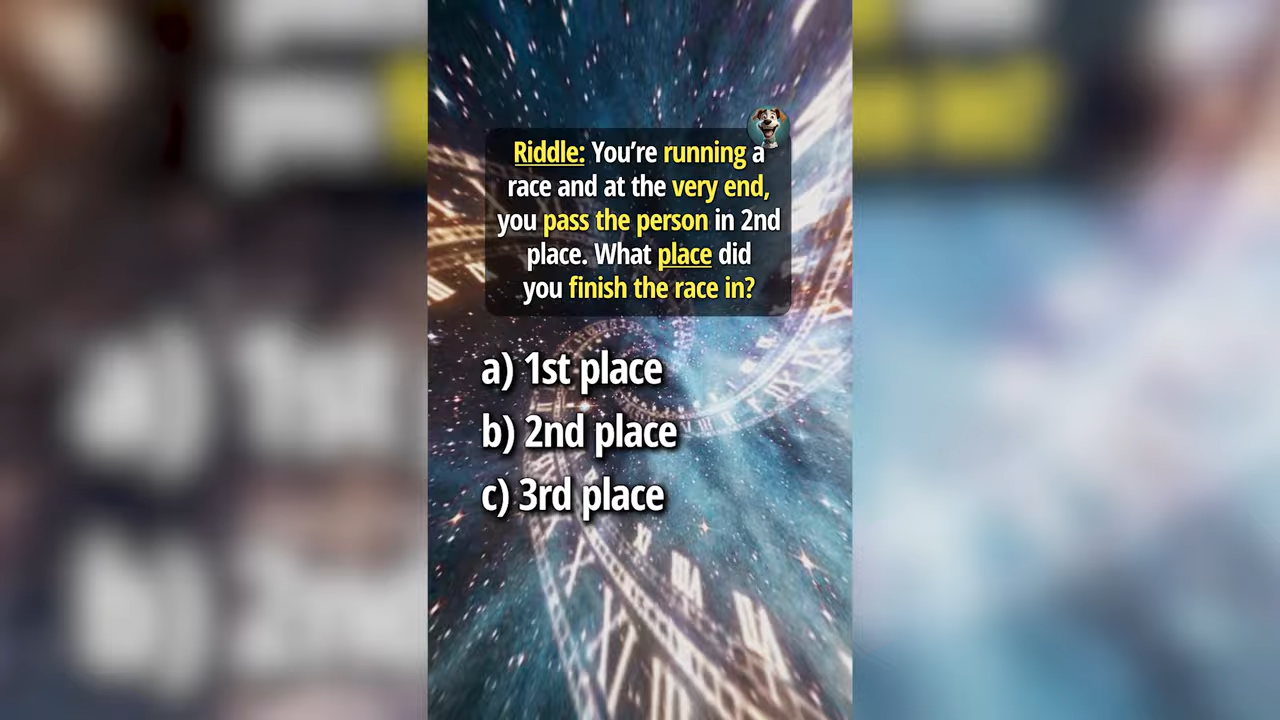 Riddle: You’re running a
race and at the very end,
you pass the person in 2nd
place. What place did
you finish the race in?
a) 1st place
b) 2nd place
c) 3rd place